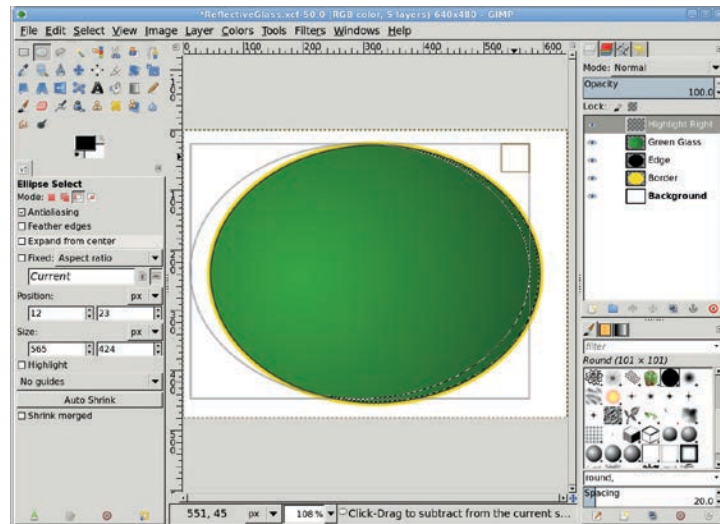 *ReflectiveGlass.xcf-50.0 (RGB color, 5 layers) 640x480 – GIMP
File Edit Select View Image Layer Colors Tools Filters Windows Help
0 100 200 300 400 500 600
Mode: Normal
Opacity
100.0
Lock:
Highlight Right
Green Glass
Edge
Border
Background
Ellipse Select
Mode:
Antialiasing
Feather edges
Expand from center
Fixed: Aspect ratio
Current
Position:
px
12 23
Size:
px
565 424
Highlight
No guides
Auto Shrink
Shrink merged
filter
Round (101 × 101)
round,
Spacing
20.0
551, 45 px 108% Click-Drag to subtract from the current s...